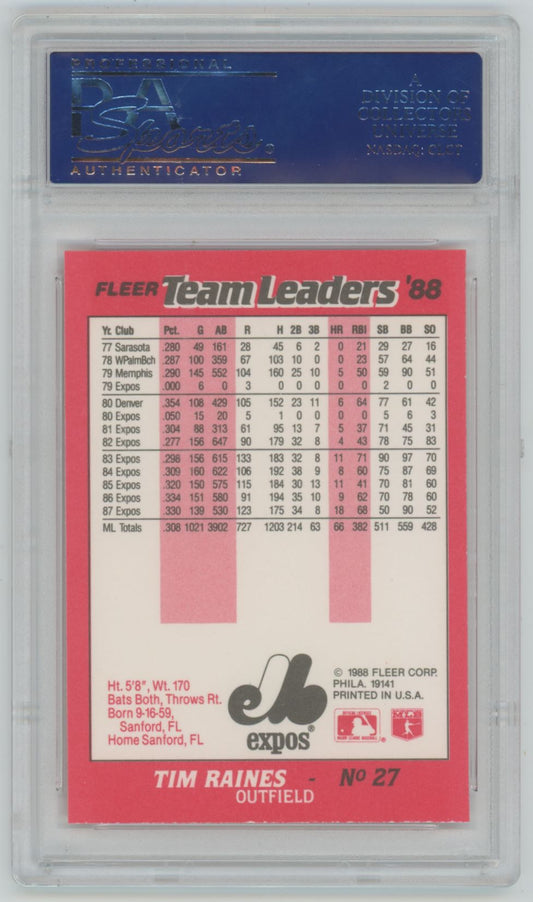 PROFESSIONAL
PSA
Sports
AUTHENTICATOR
A
DIVISION OF
COLLECTORS
UNIVERSE
NASDAQ: CLCT
FLEER Team Leaders '88
Yr. Club Pct. G AB R H 2B 3B HR RBI SB BB SO
77 Sarasota .280 49 161 28 45 6 2 0 21 29 27 16
78 WPalmBch .287 100 359 67 103 10 0 0 23 57 64 44
79 Memphis .290 145 552 104 160 25 10 5 50 59 90 51
79 Expos .000 6 0 3 0 0 0 0 0 2 0 0
80 Denver .354 108 429 105 152 23 11 6 64 77 61 42
80 Expos .050 15 20 5 1 0 0 0 0 5 6 3
81 Expos .304 88 313 61 95 13 7 5 37 71 45 31
82 Expos .277 156 647 90 179 32 8 4 43 78 75 83
83 Expos .298 156 615 133 183 32 8 11 71 90 97 70
84 Expos .309 160 622 106 192 38 9 8 60 75 87 69
85 Expos .320 150 575 115 184 30 13 11 41 70 81 60
86 Expos .334 151 580 91 194 35 10 9 62 70 78 60
87 Expos .330 139 530 123 175 34 8 18 68 50 90 52
ML Totals .308 1021 3902 727 1203 214 63 66 382 511 559 428
Ht. 5'8", Wt. 170
Bats Both, Throws Rt.
Born 9-16-59,
Sanford, FL
Home Sanford, FL
expos®
© 1988 FLEER CORP.
PHILA. 19141
PRINTED IN U.S.A.
TIM RAINES - No 27
OUTFIELD